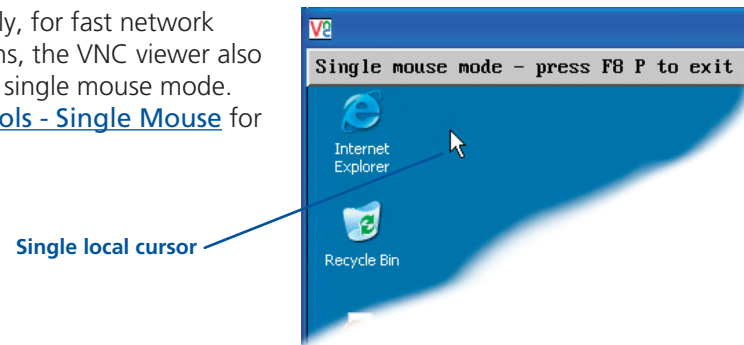 ly, for fast network
ns, the VNC viewer also
single mouse mode.
ols - Single Mouse for
Single local cursor
Single mouse mode - press F8 P to exit
Internet
Explorer
Recycle Bin